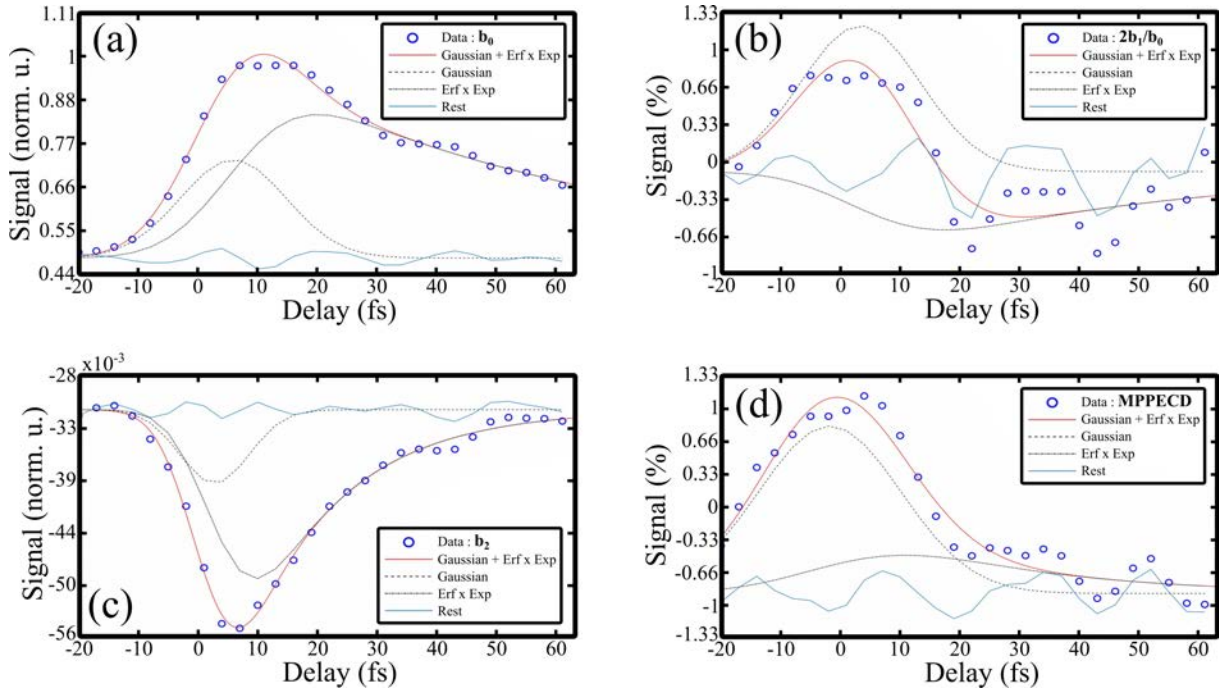 (a)
1.11
1
0.88
0.77
0.66
0.55
0.44
Signal (norm. u.)
-20 -10 0 10 20 30 40 50 60
Delay (fs)
Data : b0
Gaussian + Erf x Exp
Gaussian
Erf x Exp
Rest
(b)
1.33
1
0.66
0.33
0
-0.33
-0.66
-1
Signal (%)
-20 -10 0 10 20 30 40 50 60
Delay (fs)
Data : 2b1/b0
Gaussian + Erf x Exp
Gaussian
Erf x Exp
Rest
(c)
x10-3
-28
-33
-39
-44
-50
-56
Signal (norm. u.)
-20 -10 0 10 20 30 40 50 60
Delay (fs)
Data : b2
Gaussian + Erf x Exp
Gaussian
Erf x Exp
Rest
(d)
1.33
1
0.66
0.33
0
-0.33
-0.66
-1
-1.33
Signal (%)
-20 -10 0 10 20 30 40 50 60
Delay (fs)
Data : MPPECD
Gaussian + Erf x Exp
Gaussian
Erf x Exp
Rest